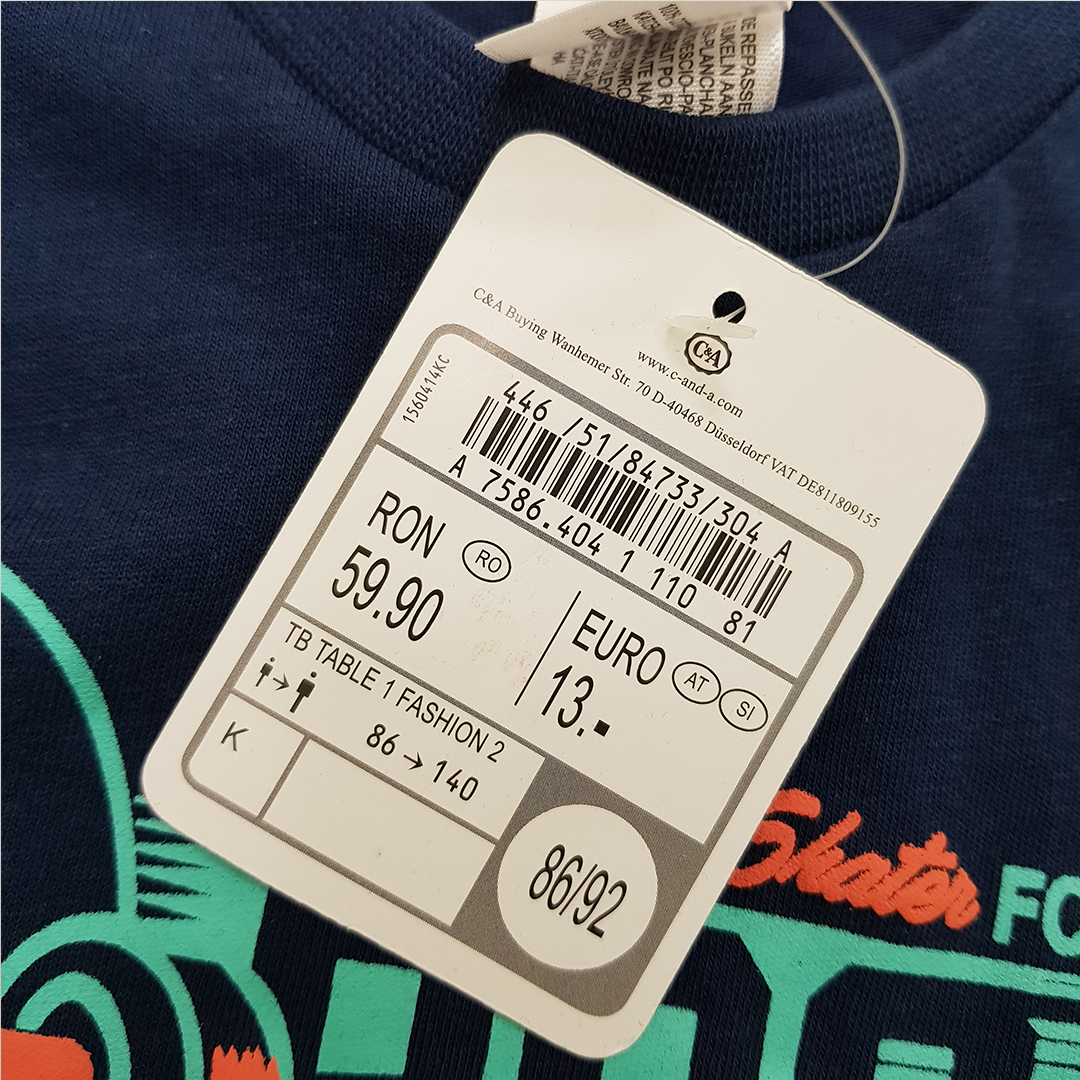 DE REPASSE
C&A
www.c-and-a.com
C&A Buying Wanhemer Str. 70 D-40468 Düsseldorf VAT DE811809155
1560414KC
446 /51/84733/304 A
A 7586.404 1 110 81
RON RO
59.90
EURO AT SI
13.-
TB TABLE 1 FASHION 2
86 → 140
K
86/92
Skater
FO